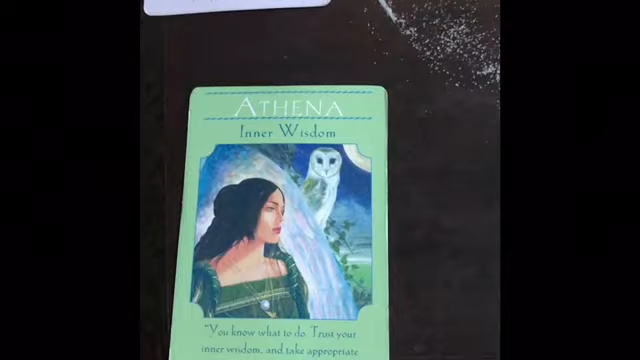 ATHENA
Inner Wisdom
"You know what to do. Trust your
inner wisdom, and take appropriate